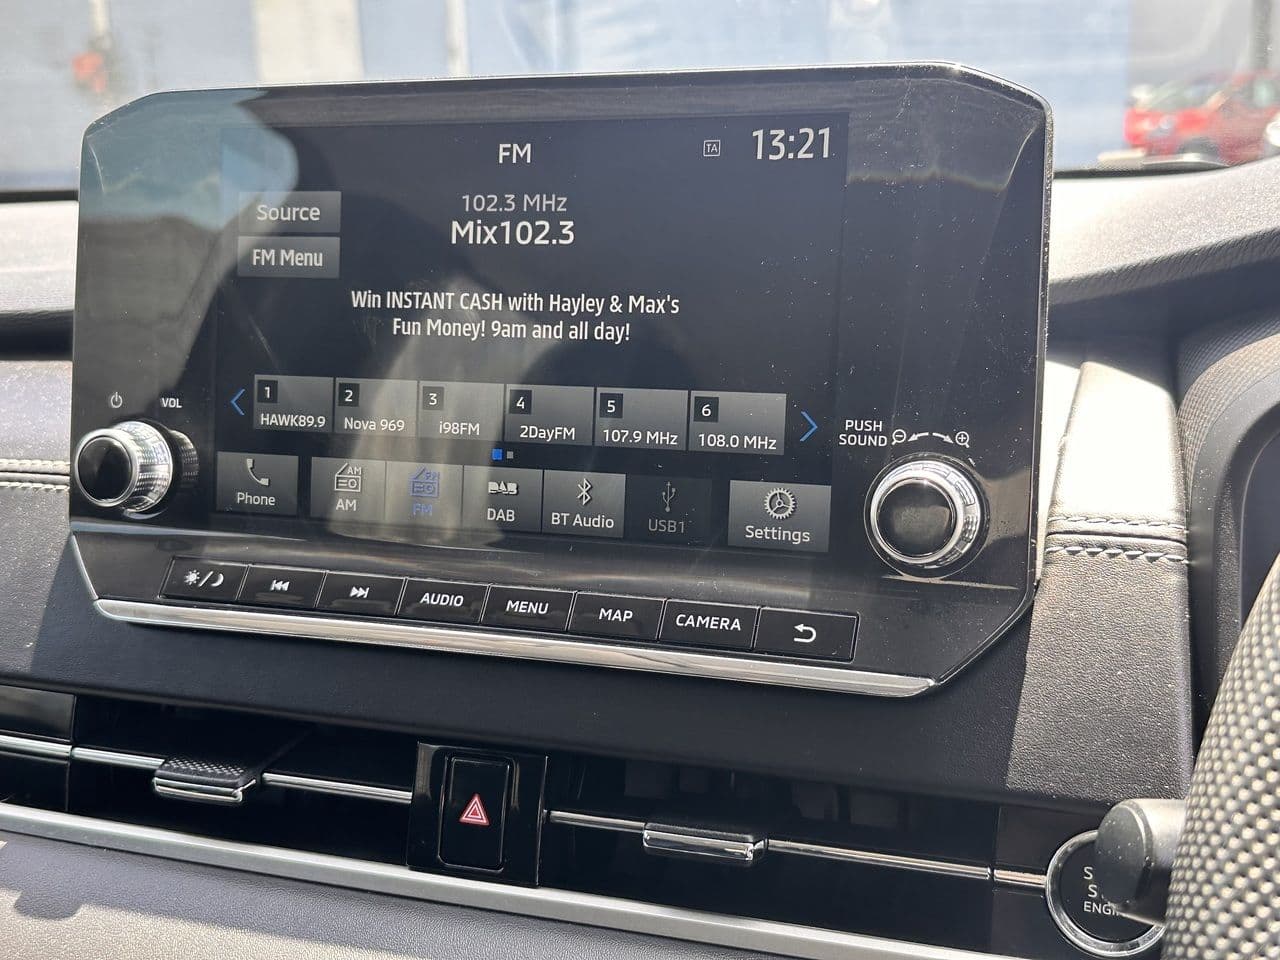 FM
TA
13:21
102.3 MHz
Mix102.3
Source
FM Menu
Win INSTANT CASH with Hayley & Max's
Fun Money! 9am and all day!
1
HAWK89.9
2
Nova 969
3
i98FM
4
2DayFM
5
107.9 MHz
6
108.0 MHz
VOL
PUSH
SOUND
Phone
AM
AM
FM
FM
DAB
DAB
BT Audio
USB1
Settings
AUDIO
MENU
MAP
CAMERA